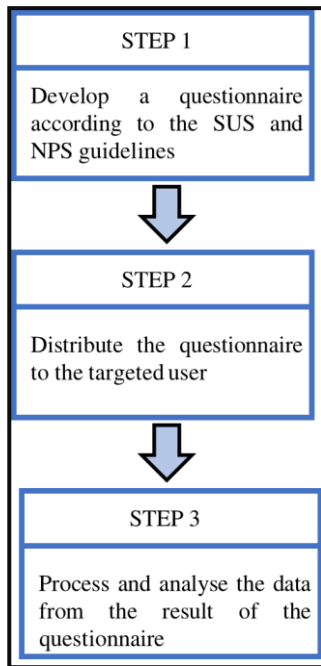 STEP 1
Develop a questionnaire
according to the SUS and
NPS guidelines
STEP 2
Distribute the questionnaire
to the targeted user
STEP 3
Process and analyse the data
from the result of the
questionnaire